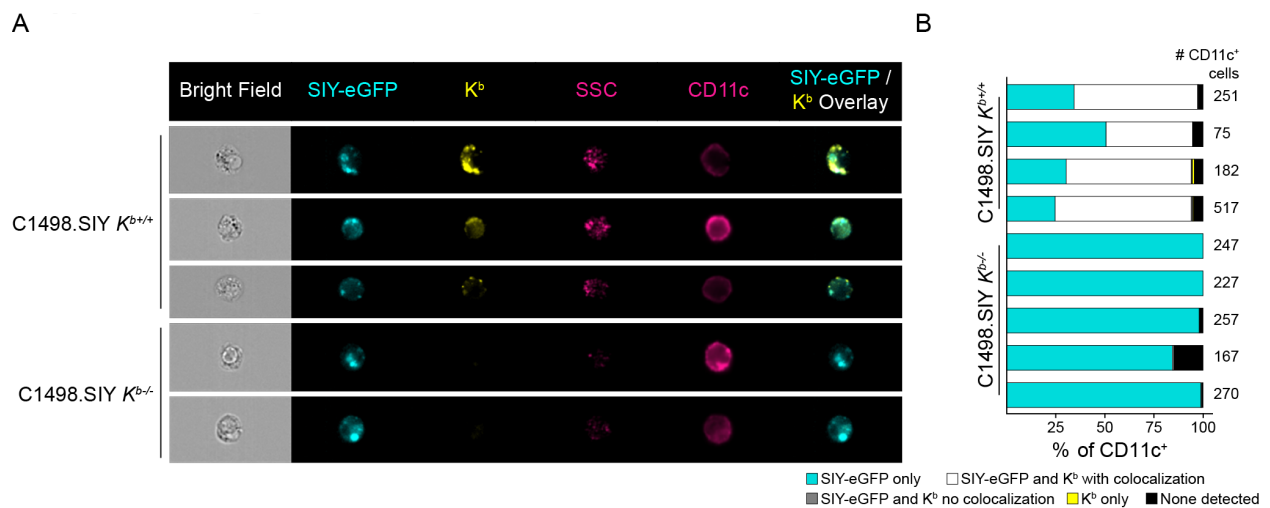 A
Bright Field
SIY-eGFP
Kᵇ
SSC
CD11c
SIY-eGFP /
Kᵇ Overlay
C1498.SIY Kᵇ⁺/⁺
C1498.SIY Kᵇ⁻/⁻
B
# CD11c⁺
cells
C1498.SIY Kᵇ⁺/⁺
251
75
182
517
C1498.SIY Kᵇ⁻/⁻
247
227
257
167
270
25 50 75 100
% of CD11c⁺
SIY-eGFP only SIY-eGFP and Kᵇ with colocalization
SIY-eGFP and Kᵇ no colocalization Kᵇ only None detected